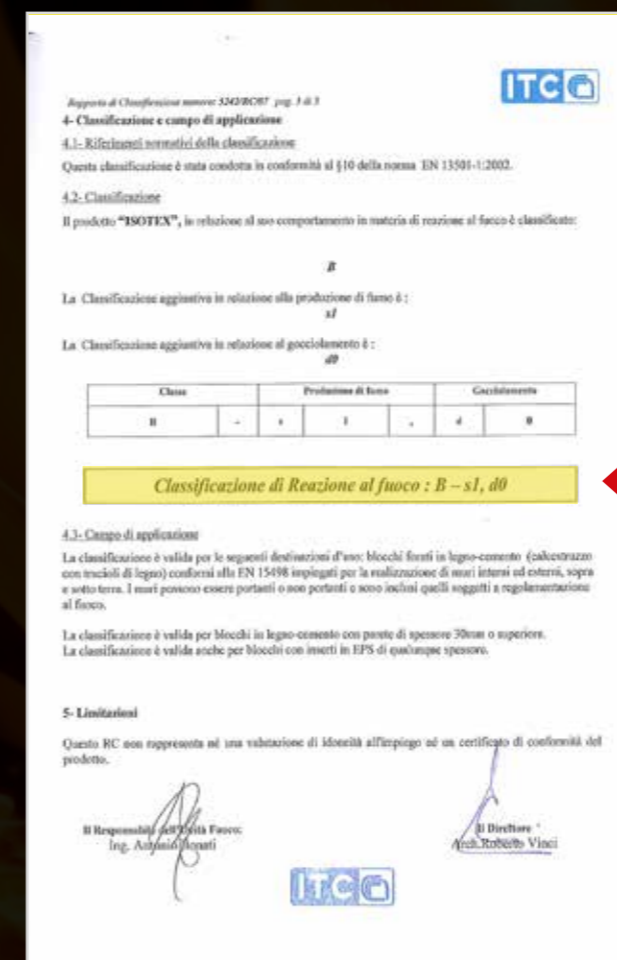 ITC
Rapporto di Classificazione numero: 5242/RC/07 pag. 3 di 3
4- Classificazione e campo di applicazione
4.1- Riferimenti normativi della classificazione
Questa classificazione è stata condotta in conformità al §10 della norma EN 13501-1:2002.
4.2- Classificazione
Il prodotto "ISOTEX", in relazione al suo comportamento in materia di reazione al fuoco è classificato:
B
La Classificazione aggiuntiva in relazione alla produzione di fumo è :
s1
La Classificazione aggiuntiva in relazione al gocciolamento è :
d0
Classe Produzione di fumo Gocciolamento
B - s 1 , d 0
Classificazione di Reazione al fuoco : B – s1, d0
4.3- Campo di applicazione
La classificazione è valida per le seguenti destinazioni d'uso: blocchi forati in legno-cemento (calcestruzzo
con trucioli di legno) conformi alla EN 15498 impiegati per la realizzazione di muri interni ed esterni, sopra
e sotto terra. I muri possono essere portanti o non portanti e sono inclusi quelli soggetti a regolamentazione
al fuoco.
La classificazione è valida per blocchi in legno-cemento con parete di spessore 30mm o superiore.
La classificazione è valida anche per blocchi con inserti in EPS di qualunque spessore.
5- Limitazioni
Questo RC non rappresenta né una valutazione di idoneità all'impiego né un certificato di conformità del
prodotto.
Il Responsabile dell'Unità Fuoco:
Ing. Antonio Bonati
Il Direttore
Arch. Roberto Vinci
ITC